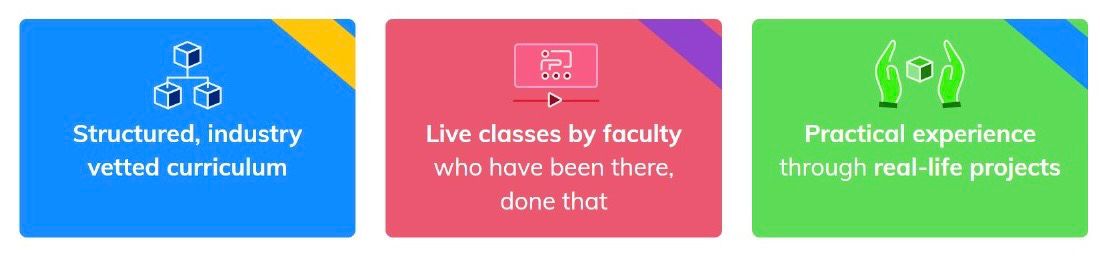 Structured, industry
vetted curriculum
Live classes by faculty
who have been there,
done that
Practical experience
through real-life projects